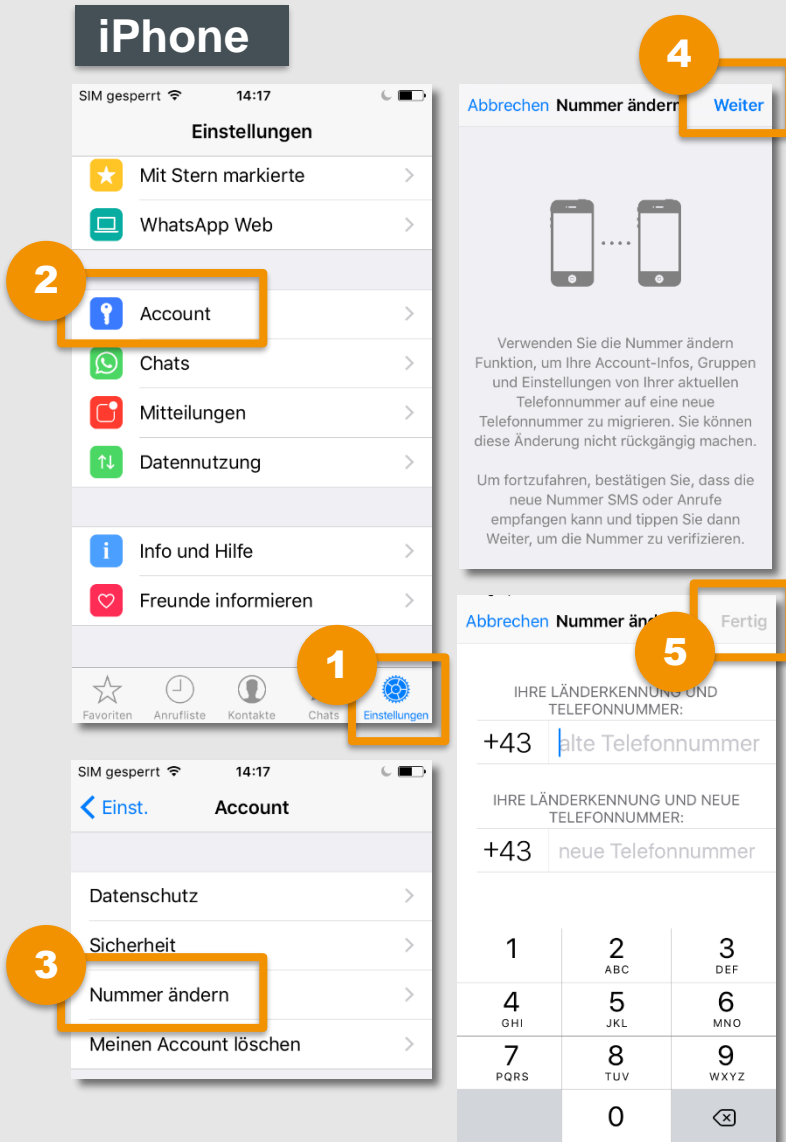 iPhone
SIM gesperrt 14:17
Einstellungen
Mit Stern markierte
WhatsApp Web
2
Account
Chats
Mitteilungen
Datennutzung
Info und Hilfe
Freunde informieren
1
Favoriten Anrufliste Kontakte Chats Einstellungen
SIM gesperrt 14:17
Einst. Account
Datenschutz
Sicherheit
3
Nummer ändern
Meinen Account löschen
4
Abbrechen Nummer ändern Weiter
Verwenden Sie die Nummer ändern
Funktion, um Ihre Account-Infos, Gruppen
und Einstellungen von Ihrer aktuellen
Telefonnummer auf eine neue
Telefonnummer zu migrieren. Sie können
diese Änderung nicht rückgängig machen.
Um fortzufahren, bestätigen Sie, dass die
neue Nummer SMS oder Anrufe
empfangen kann und tippen Sie dann
Weiter, um die Nummer zu verifizieren.
Abbrechen Nummer änd Fertig
5
IHRE LÄNDERKENNUNG UND
TELEFONNUMMER:
+43 alte Telefonnummer
IHRE LÄNDERKENNUNG UND NEUE
TELEFONNUMMER:
+43 neue Telefonnummer
1 2 3
ABC DEF
4 5 6
GHI JKL MNO
7 8 9
PQRS TUV WXYZ
0